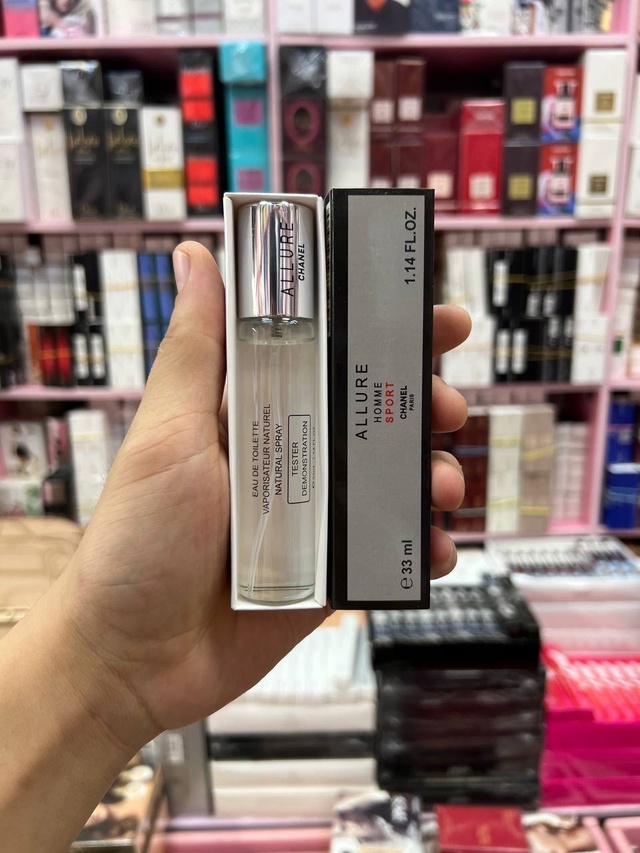 ALLURE
CHANEL
EAU DE TOILETTE
VAPORISATEUR NATUREL
NATURAL SPRAY
TESTER
DEMONSTRATION
1.14 FL.OZ.
ALLURE
HOMME
SPORT
CHANEL
PARIS
℮ 33 ml